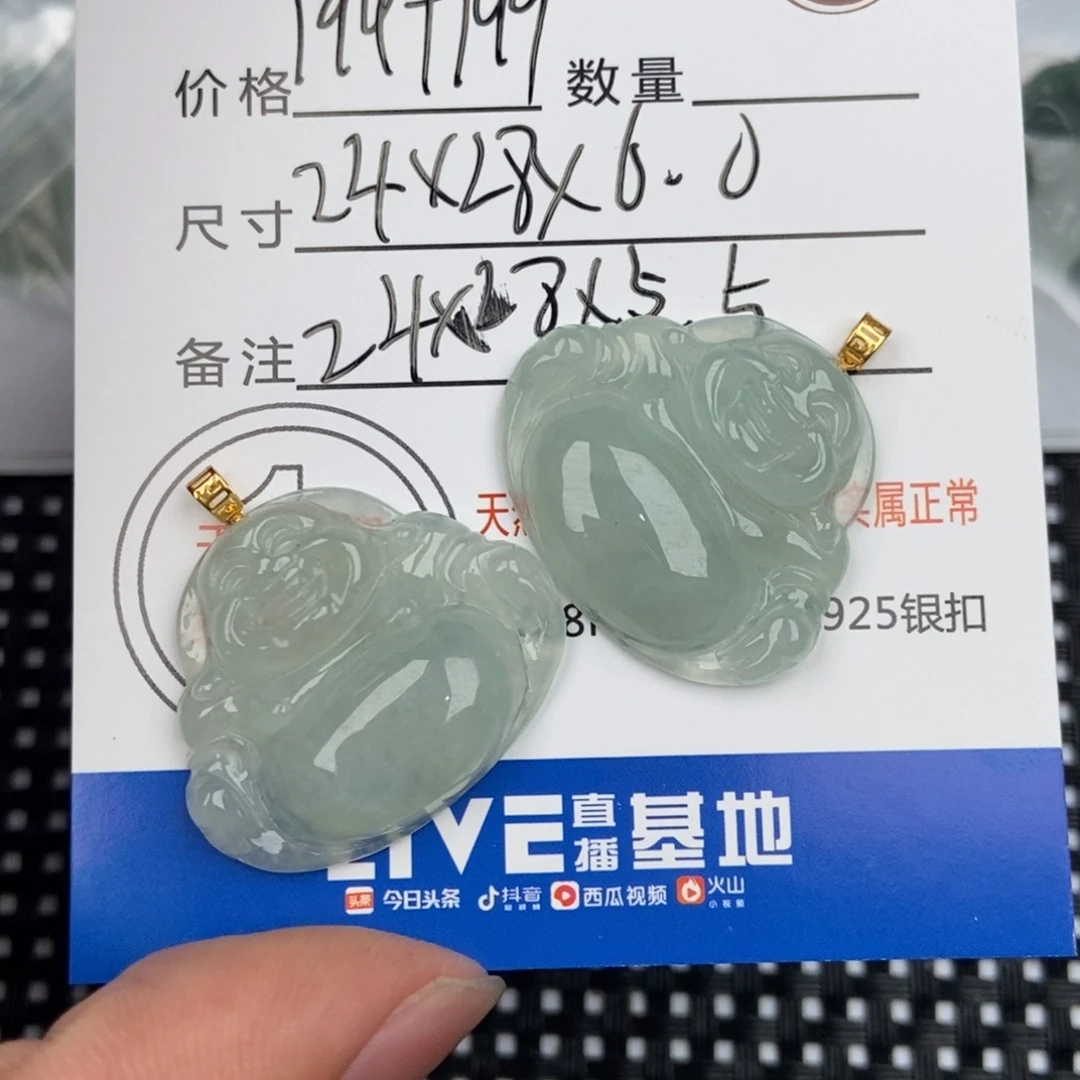 价格 数量
尺寸 24x28x6.0
备注 24x28x5.5
天 属正常
925银扣
LIVE 直播 基地
头条 今日头条 抖音 西瓜视频 火山